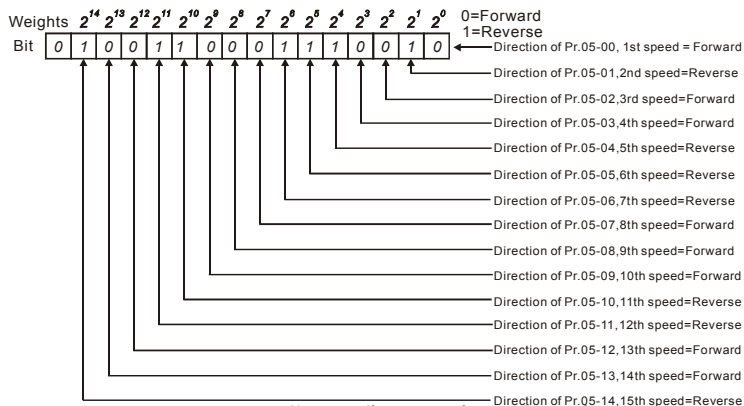 Weights 2^14 2^13 2^12 2^11 2^10 2^9 2^8 2^7 2^6 2^5 2^4 2^3 2^2 2^1 2^0 0=Forward
1=Reverse
Bit 0 1 0 0 1 1 0 0 0 1 1 1 0 0 1 0
Direction of Pr.05-00, 1st speed = Forward
Direction of Pr.05-01,2nd speed=Reverse
Direction of Pr.05-02,3rd speed=Forward
Direction of Pr.05-03,4th speed=Forward
Direction of Pr.05-04,5th speed=Reverse
Direction of Pr.05-05,6th speed=Reverse
Direction of Pr.05-06,7th speed=Reverse
Direction of Pr.05-07,8th speed=Forward
Direction of Pr.05-08,9th speed=Forward
Direction of Pr.05-09,10th speed=Forward
Direction of Pr.05-10,11th speed=Reverse
Direction of Pr.05-11,12th speed=Reverse
Direction of Pr.05-12,13th speed=Forward
Direction of Pr.05-13,14th speed=Forward
Direction of Pr.05-14,15th speed=Reverse